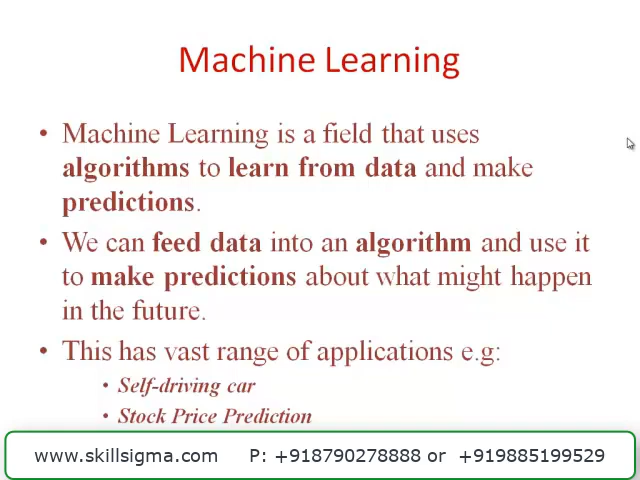 Machine Learning
• Machine Learning is a field that uses
algorithms to learn from data and make
predictions.
• We can feed data into an algorithm and use it
to make predictions about what might happen
in the future.
• This has vast range of applications e.g:
• Self-driving car
• Stock Price Prediction
www.skillsigma.com P: +918790278888 or +919885199529